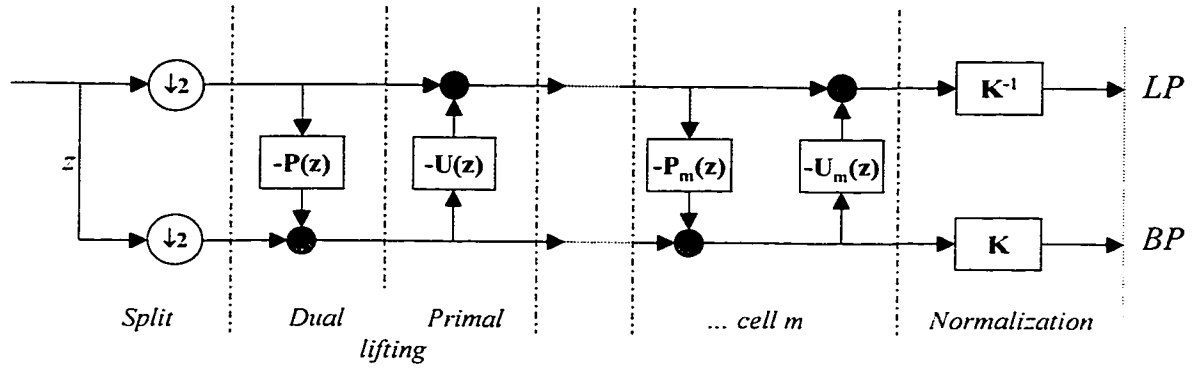 ↓2 K⁻¹ LP
z -P(z) -U(z) -Pₘ(z) -Uₘ(z)
↓2 K BP
Split Dual Primal ... cell m Normalization
lifting